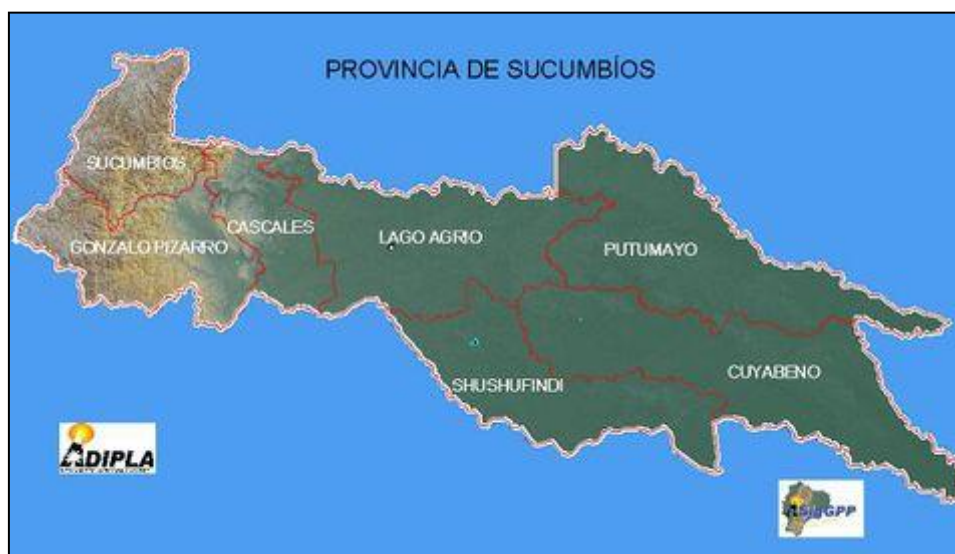 PROVINCIA DE SUCUMBÍOS
SUCUMBIOS
CASCALES
GONZALO PIZARRO
LAGO AGRIO
PUTUMAYO
SHUSHUFINDI
CUYABENO
ADIPLA